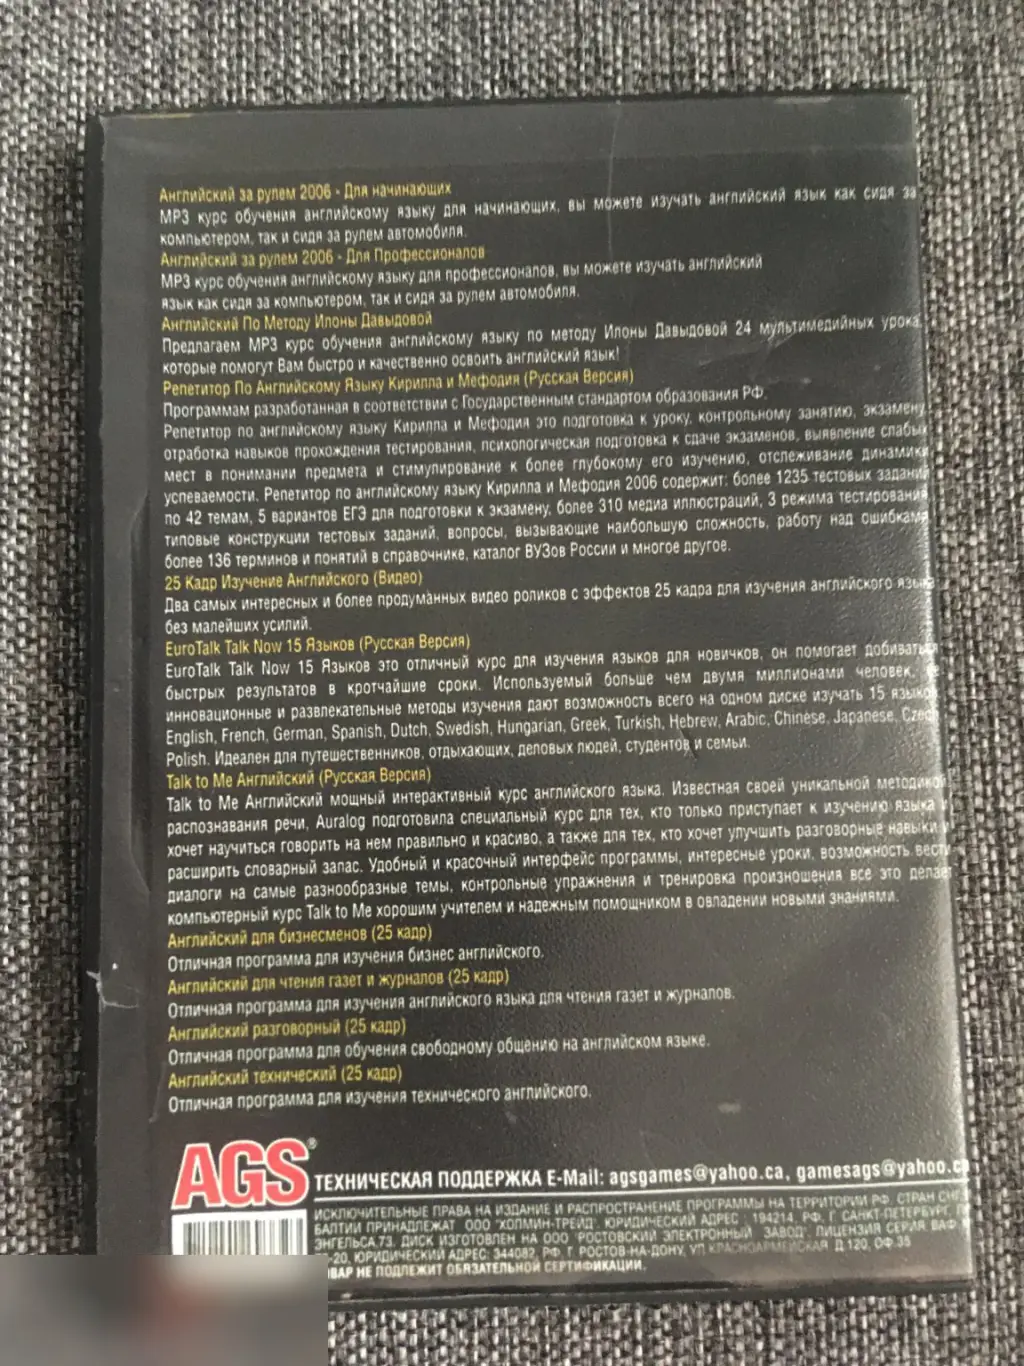 Английский за рулем 2006 - Для начинающих
MP3 курс обучения английскому языку для начинающих, вы можете изучать английский язык как сидя за
компьютером, так и сидя за рулем автомобиля.
Английский за рулем 2006 - Для Профессионалов
MP3 курс обучения английскому языку для профессионалов, вы можете изучать английский
язык как сидя за компьютером, так и сидя за рулем автомобиля.
Английский По Методу Илоны Давыдовой
Предлагаем MP3 курс обучения английскому языку по методу Илоны Давыдовой 24 мультимедийных урока,
которые помогут Вам быстро и качественно освоить английский язык!
Репетитор По Английскому Языку Кирилла и Мефодия (Русская Версия)
Программам разработанная в соответствии с Государственным стандартом образования РФ.
Репетитор по английскому языку Кирилла и Мефодия это подготовка к уроку, контрольному занятию, экзамену,
отработка навыков прохождения тестирования, психологическая подготовка к сдаче экзаменов, выявление слабы
мест в понимании предмета и стимулирование к более глубокому его изучению, отслеживание динамики
успеваемости. Репетитор по английскому языку Кирилла и Мефодия 2006 содержит: более 1235 тестовых задани
по 42 темам, 5 вариантов ЕГЭ для подготовки к экзамену, более 310 медиа иллюстраций, 3 режима тестирования
типовые конструкции тестовых заданий, вопросы, вызывающие наибольшую сложность, работу над ошибкам
более 136 терминов и понятий в справочнике, каталог ВУЗов России и многое другое.
25 Кадр Изучение Английского (Видео)
Два самых интересных и более продуманных видео роликов с эффектов 25 кадра для изучения английского языка
без малейших усилий.
EuroTalk Talk Now 15 Языков (Русская Версия)
EuroTalk Talk Now 15 Языков это отличный курс для изучения языков для новичков, он помогает добиваться
быстрых результатов в кротчайшие сроки. Используемый больше чем двумя миллионами человек,
инновационные и развлекательные методы изучения дают возможность всего на одном диске изучать 15 языков
English, French, German, Spanish, Dutch, Swedish, Hungarian, Greek, Turkish, Hebrew, Arabic, Chinese, Japanese, Czech
Polish. Идеален для путешественников, отдыхающих, деловых людей, студентов и семьи.
Talk to Me Английский (Русская Версия)
Talk to Me Английский мощный интерактивный курс английского языка. Известная своей уникальной методикой
распознавания речи, Auralog подготовила специальный курс для тех, кто только приступает к изучению языка и
хочет научиться говорить на нем правильно и красиво, а также для тех, кто хочет улучшить разговорные навыки и
расширить словарный запас. Удобный и красочный интерфейс программы, интересные уроки, возможность вести
диалоги на самые разнообразные темы, контрольные упражнения и тренировка произношения все это делает
компьютерный курс Talk to Me хорошим учителем и надежным помощником в овладении новыми знаниями.
Английский для бизнесменов (25 кадр)
Отличная программа для изучения бизнес английского.
Английский для чтения газет и журналов (25 кадр)
Отличная программа для изучения английского языка для чтения газет и журналов.
Английский разговорный (25 кадр)
Отличная программа для обучения свободному общению на английском языке.
Английский технический (25 кадр)
Отличная программа для изучения технического английского.
AGS® ТЕХНИЧЕСКАЯ ПОДДЕРЖКА E-Mail: agsgames@yahoo.ca, gamesags@yahoo.ca
ИСКЛЮЧИТЕЛЬНЫЕ ПРАВА НА ИЗДАНИЕ И РАСПРОСТРАНЕНИЕ ПРОГРАММЫ НА ТЕРРИТОРИИ РФ, СТРАН СНГ,
БАЛТИИ ПРИНАДЛЕЖАТ ООО "ХОЛМИН-ТРЕЙД". ЮРИДИЧЕСКИЙ АДРЕС: 194214, РФ, Г. САНКТ-ПЕТЕРБУРГ,
ЭНГЕЛЬСА,73. ДИСК ИЗГОТОВЛЕН НА ООО "РОСТОВСКИЙ ЭЛЕКТРОННЫЙ ЗАВОД". ЛИЦЕНЗИЯ СЕРИЯ ВАФ
-20, ЮРИДИЧЕСКИЙ АДРЕС: 344082, РФ, Г. РОСТОВ-НА-ДОНУ, УЛ КРАСНОАРМЕЙСКАЯ Д.120, ОФ.35
ОВАР НЕ ПОДЛЕЖИТ ОБЯЗАТЕЛЬНОЙ СЕРТИФИКАЦИИ.